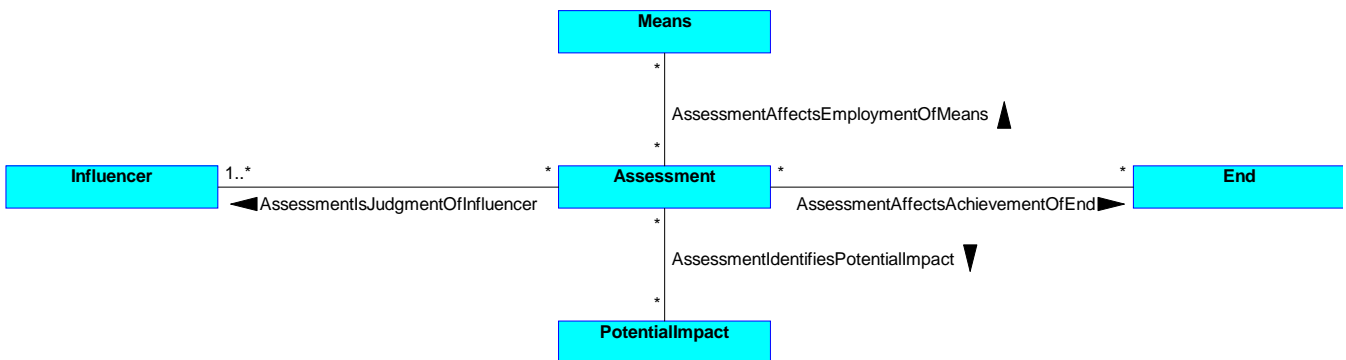 Means
*
AssessmentAffectsEmploymentOfMeans
*
Influencer
1..*
*
Assessment
*
*
End
AssessmentIsJudgmentOfInfluencer
AssessmentAffectsAchievementOfEnd
*
AssessmentIdentifiesPotentialImpact
*
PotentialImpact